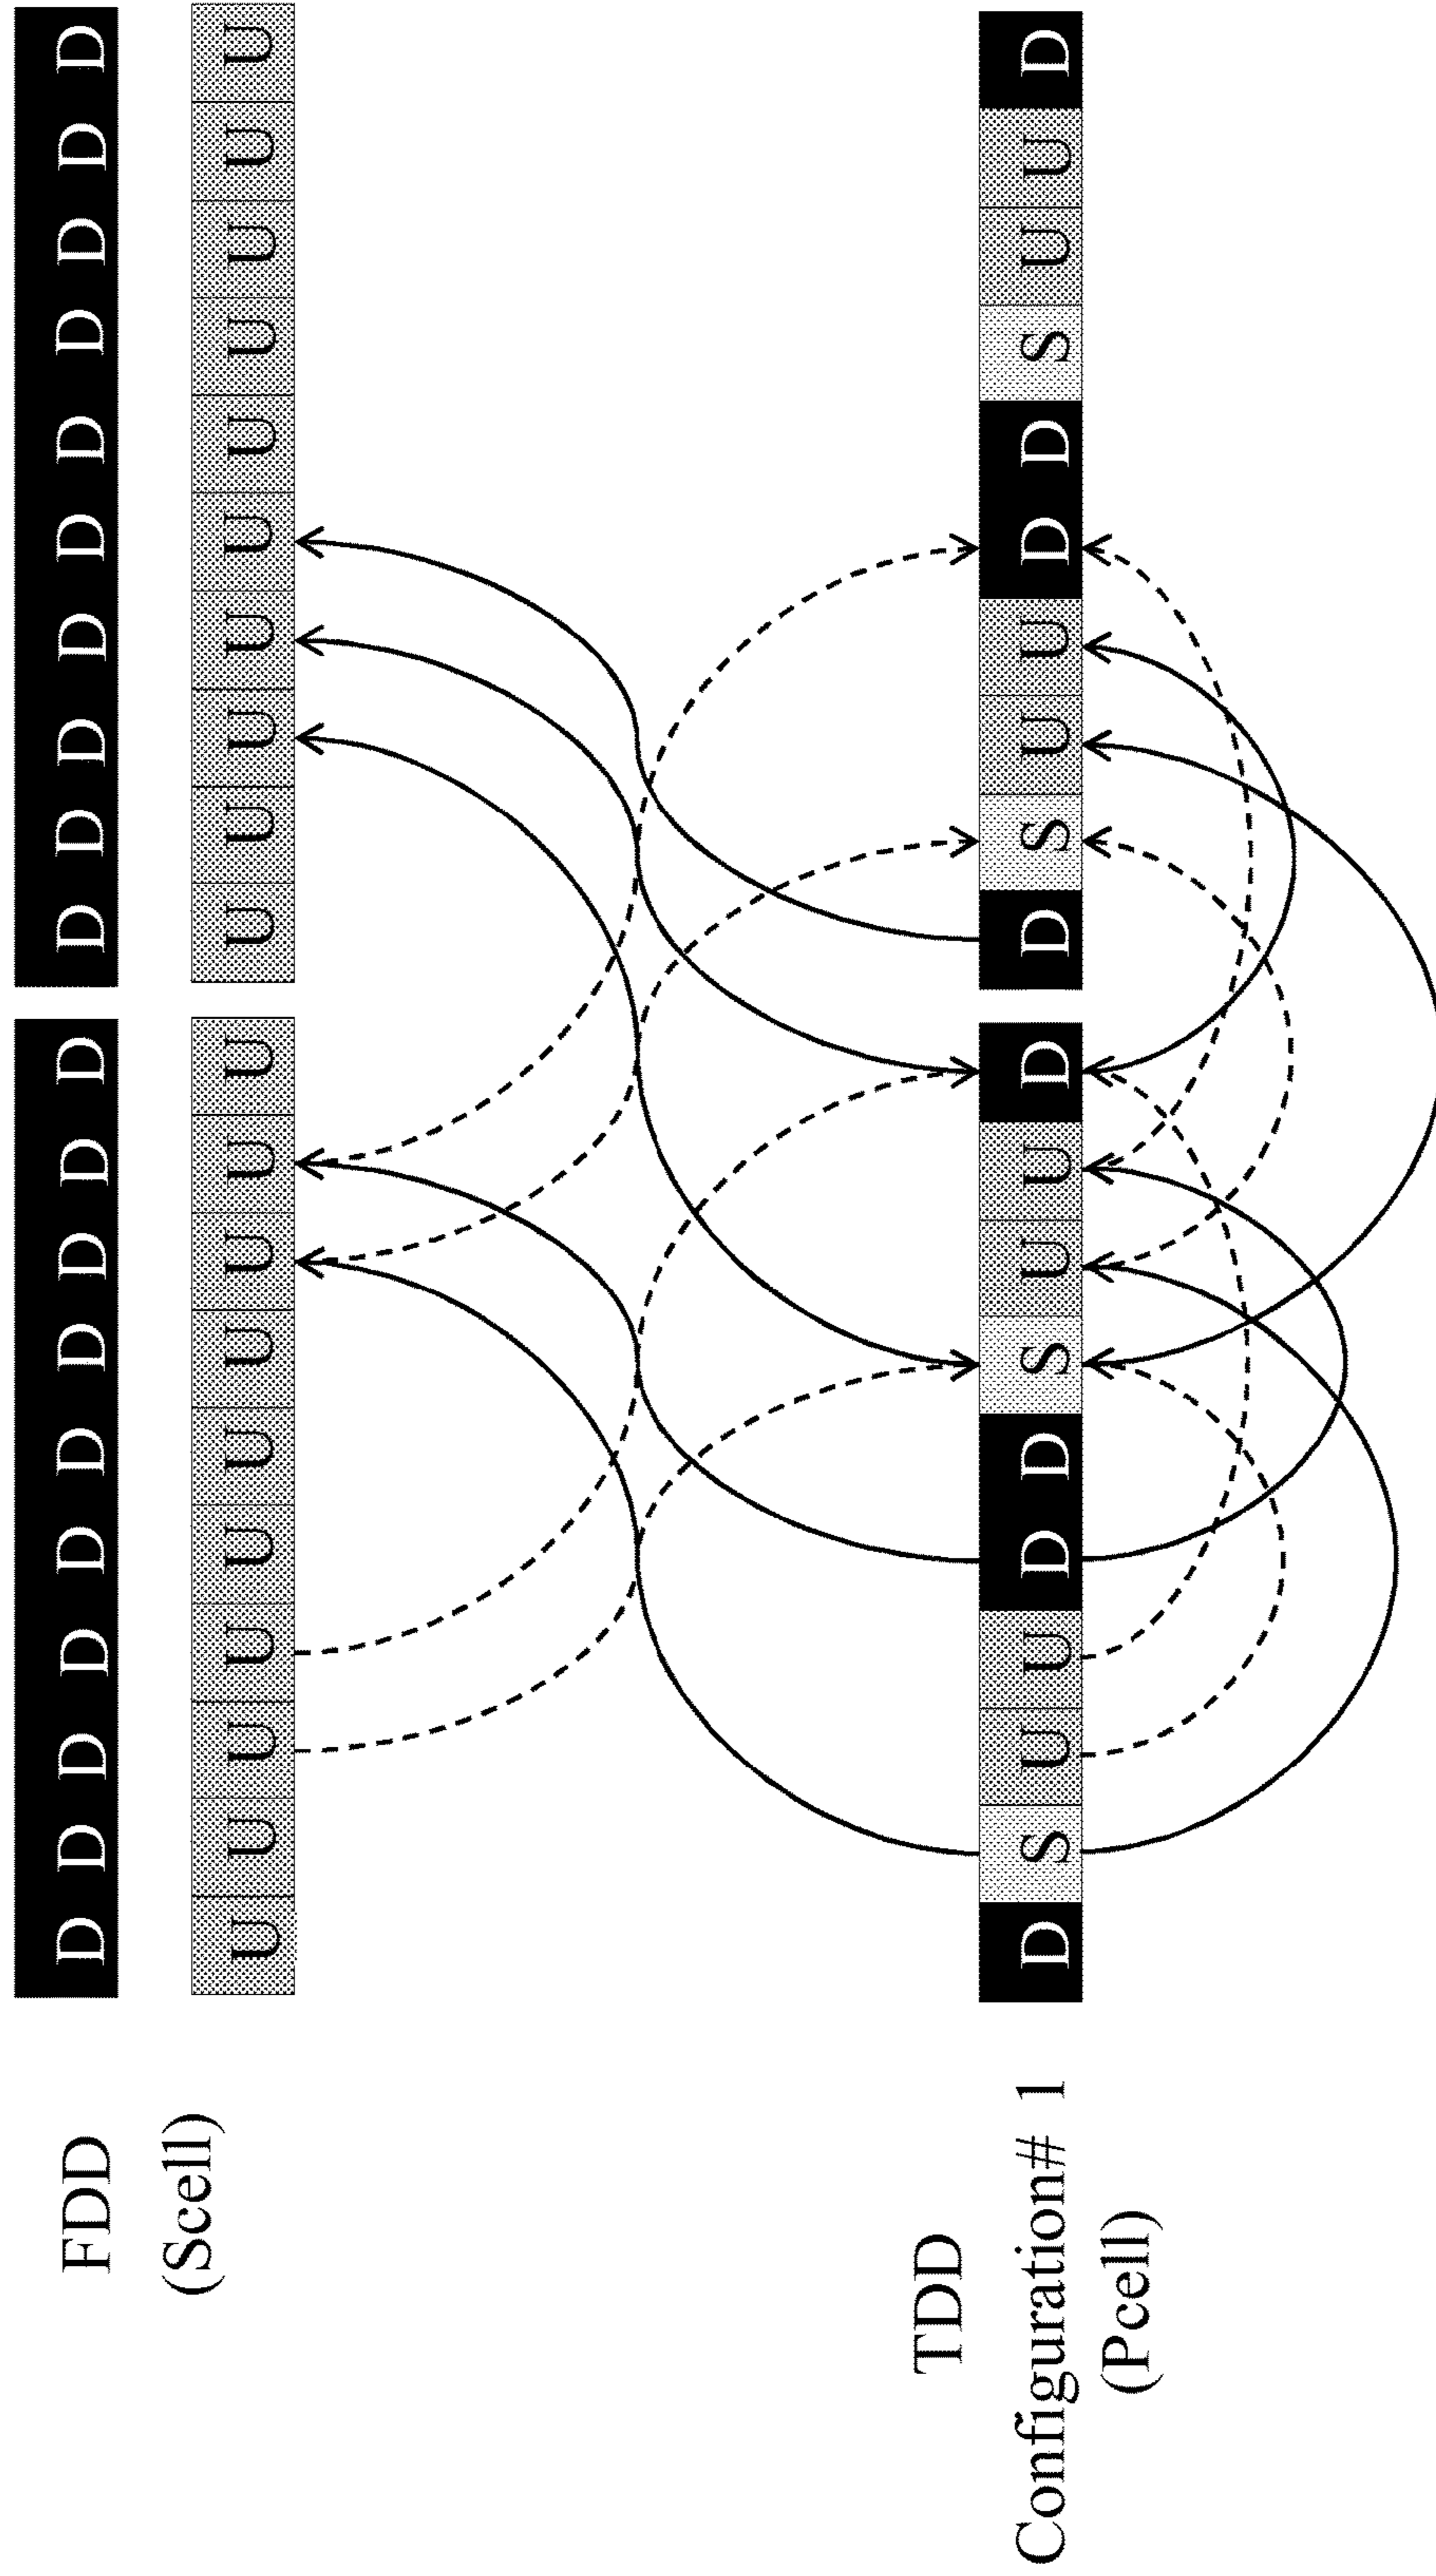 FDD
(Scell)
D D D D D D D D D D D D D D D D D D D D
U U U U U U U U U U U U U U U U U U U U
TDD
Configuration# 1
(Pcell)
D S U U D D S U U D D S U U D D S U U D